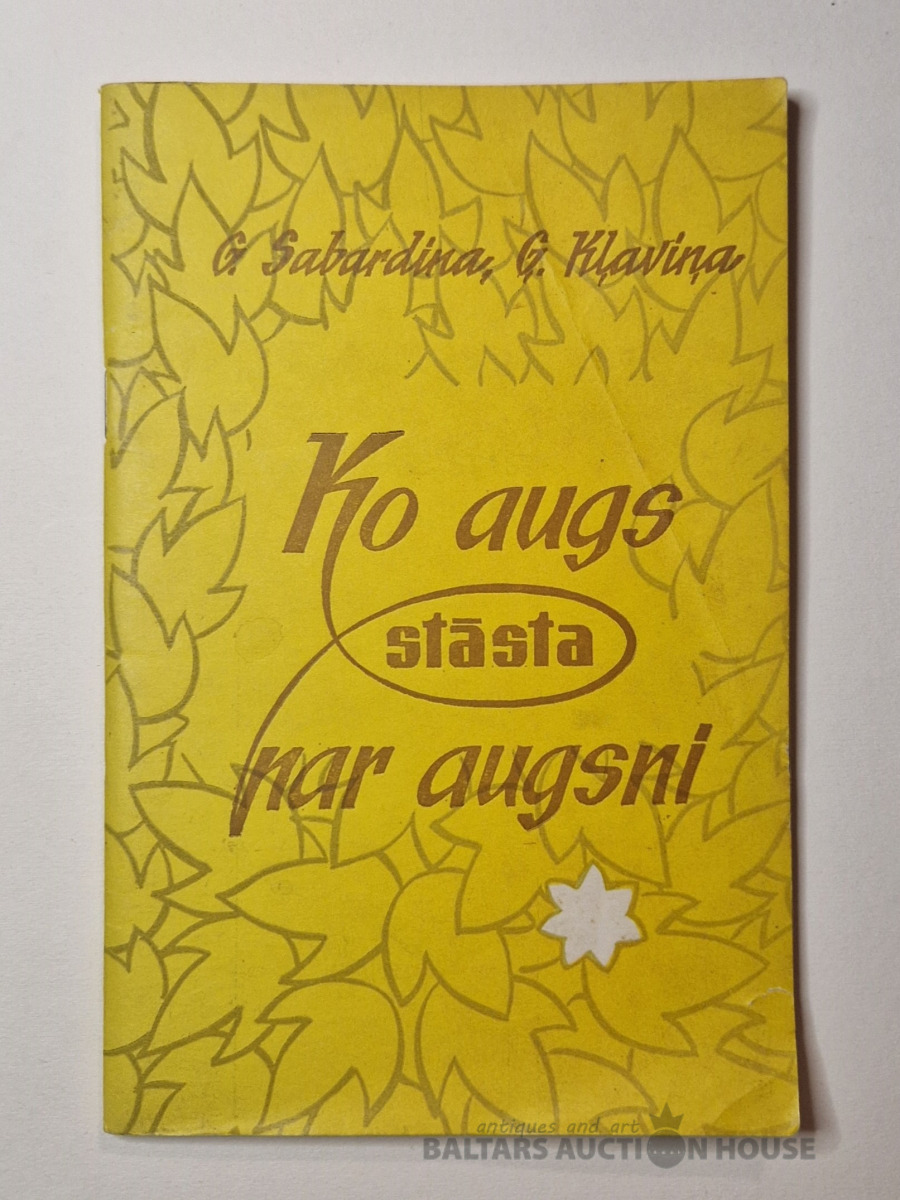 G. Sabardina, G. Kļaviņa
Ko augs
stāsta
par augsni
antiques and art
BALTARS AUCTION HOUSE